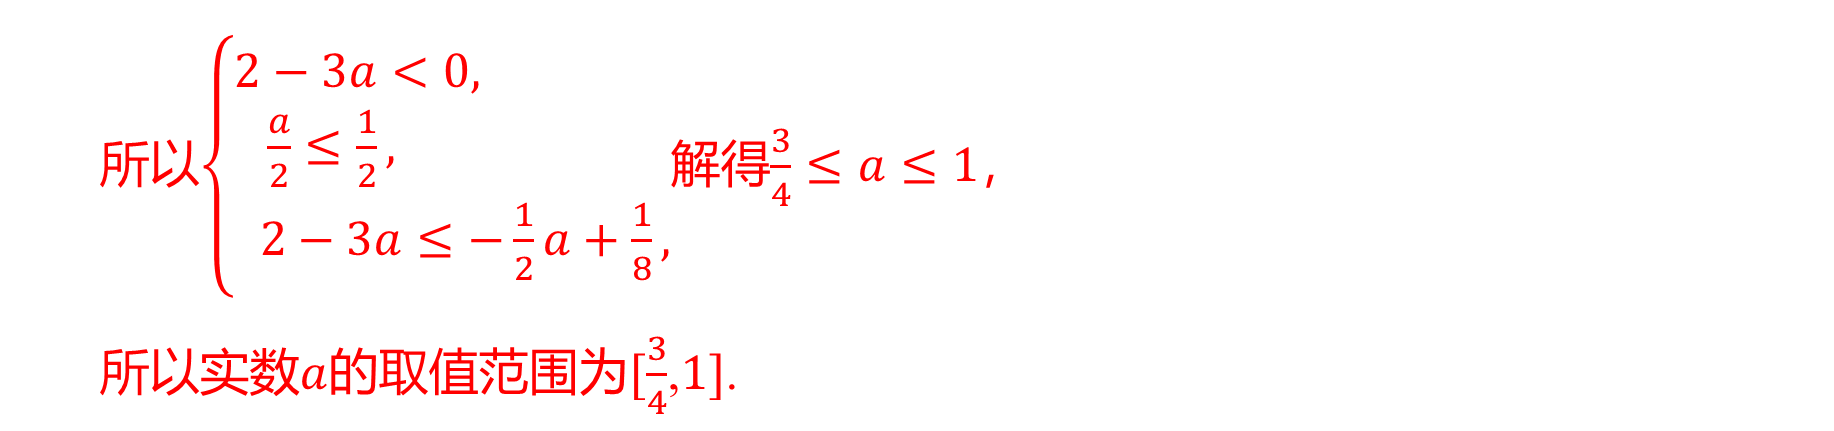 所以{2 − 3a < 0,
a/2 ≤ 1/2,
2 − 3a ≤ −1/2 a + 1/8, 解得3/4 ≤ a ≤ 1,
所以实数a的取值范围为[3/4,1].